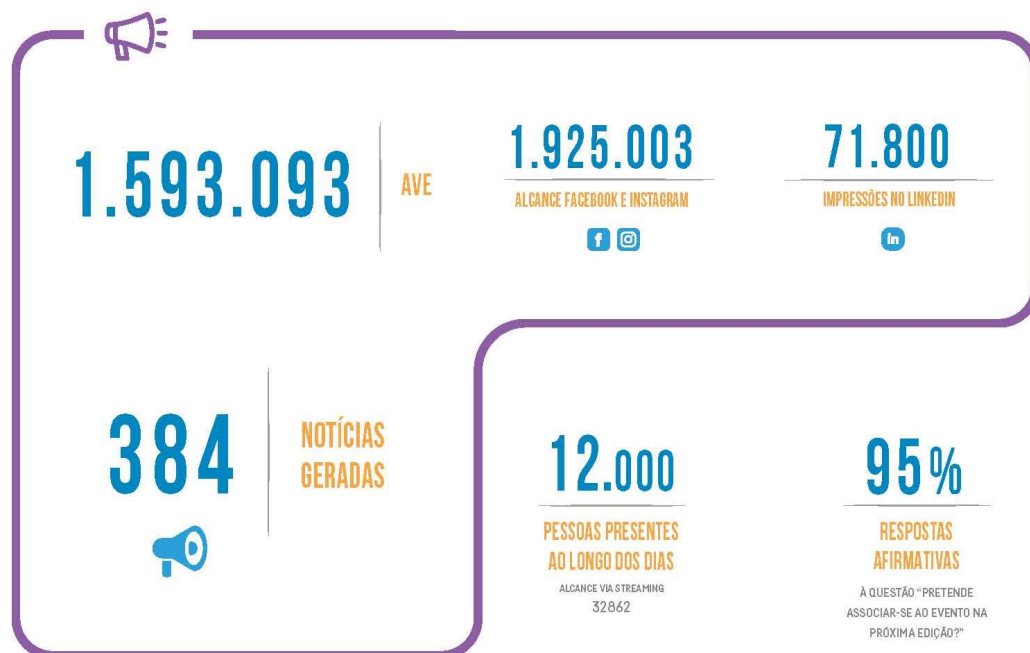 1.593.093
AVE
1.925.003
ALCANCE FACEBOOK E INSTAGRAM
71.800
IMPRESSÕES NO LINKEDIN
384
NOTÍCIAS
GERADAS
12.000
PESSOAS PRESENTES
AO LONGO DOS DIAS
ALCANCE VIA STREAMING
32862
95%
RESPOSTAS
AFIRMATIVAS
À QUESTÃO “PRETENDE
ASSOCIAR-SE AO EVENTO NA
PRÓXIMA EDIÇÃO?”